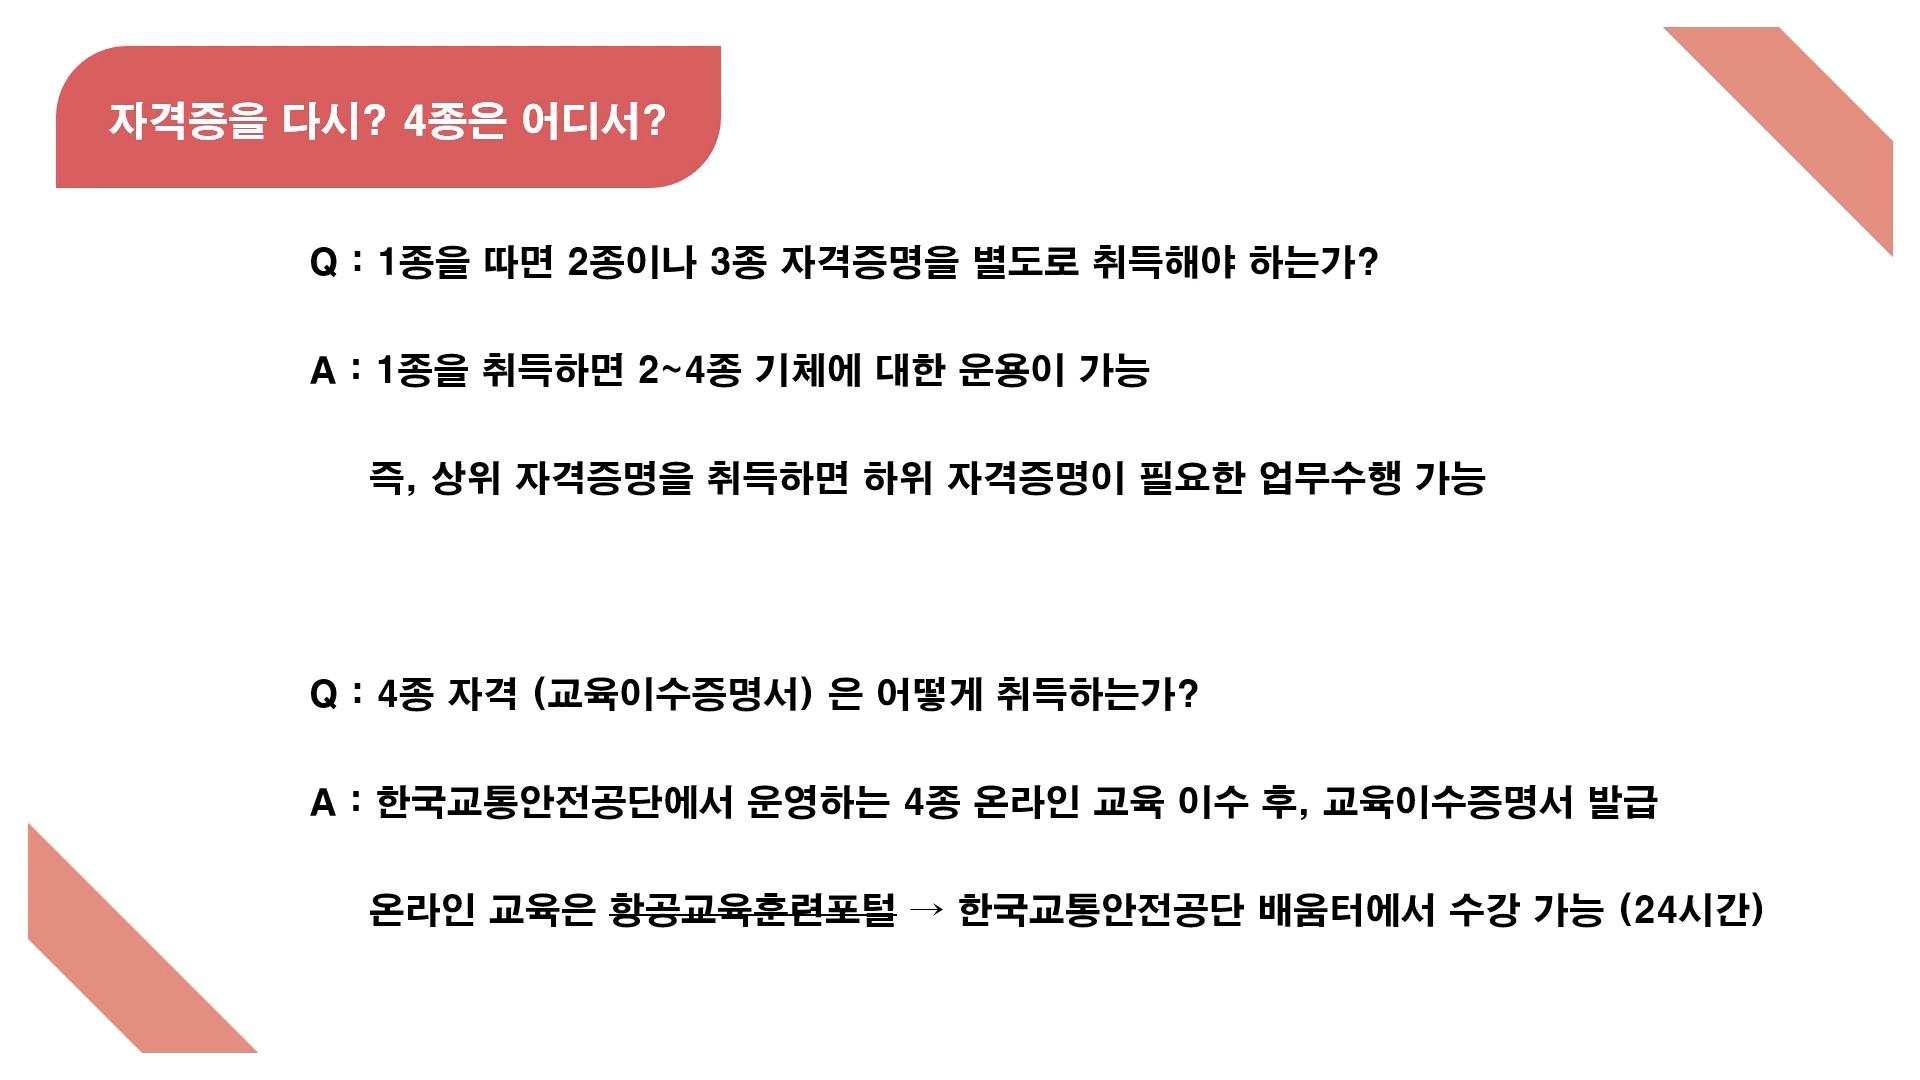 자격증을 다시? 4종은 어디서?
Q : 1종을 따면 2종이나 3종 자격증명을 별도로 취득해야 하는가?
A : 1종을 취득하면 2~4종 기체에 대한 운용이 가능
즉, 상위 자격증명을 취득하면 하위 자격증명이 필요한 업무수행 가능
Q : 4종 자격 (교육이수증명서) 은 어떻게 취득하는가?
A : 한국교통안전공단에서 운영하는 4종 온라인 교육 이수 후, 교육이수증명서 발급
온라인 교육은 항공교육훈련포털 → 한국교통안전공단 배움터에서 수강 가능 (24시간)